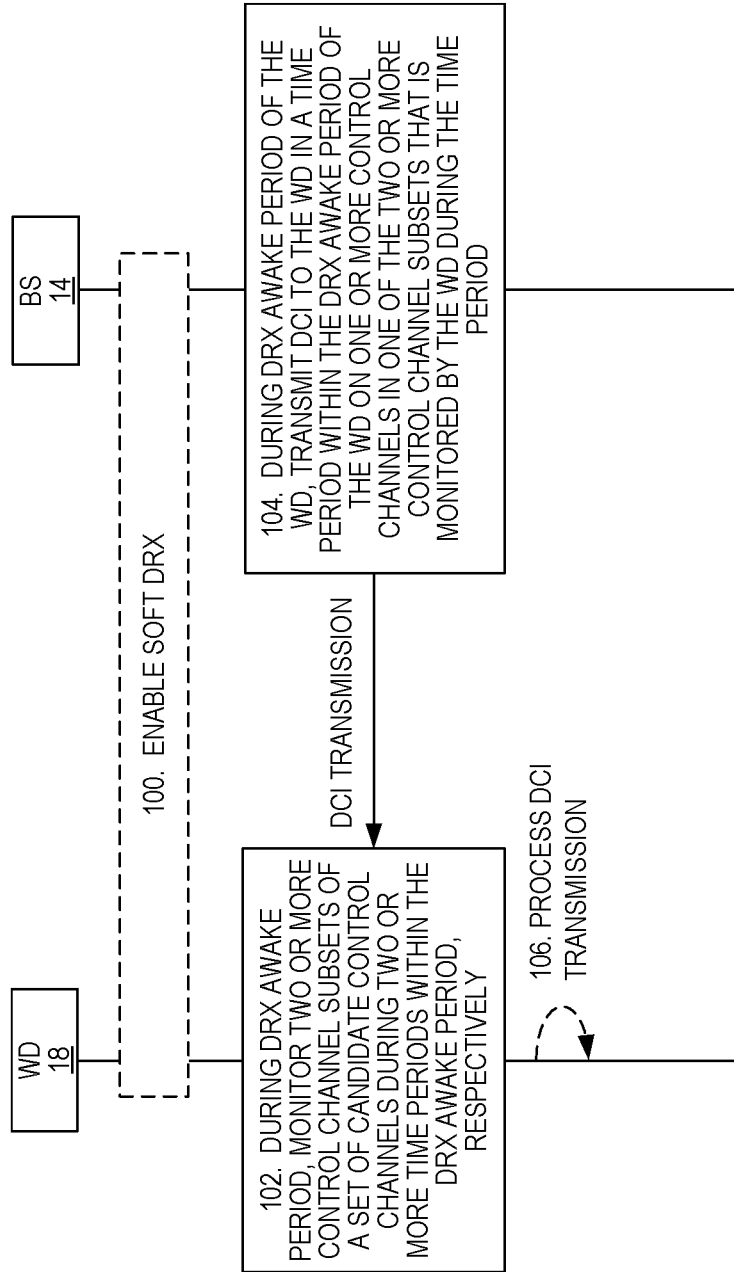 WD
18
BS
14
100. ENABLE SOFT DRX
102. DURING DRX AWAKE
PERIOD, MONITOR TWO OR MORE
CONTROL CHANNEL SUBSETS OF
A SET OF CANDIDATE CONTROL
CHANNELS DURING TWO OR
MORE TIME PERIODS WITHIN THE
DRX AWAKE PERIOD,
RESPECTIVELY
DCI TRANSMISSION
104. DURING DRX AWAKE PERIOD OF THE
WD, TRANSMIT DCI TO THE WD IN A TIME
PERIOD WITHIN THE DRX AWAKE PERIOD OF
THE WD ON ONE OR MORE CONTROL
CHANNELS IN ONE OF THE TWO OR MORE
CONTROL CHANNEL SUBSETS THAT IS
MONITORED BY THE WD DURING THE TIME
PERIOD
106. PROCESS DCI
TRANSMISSION